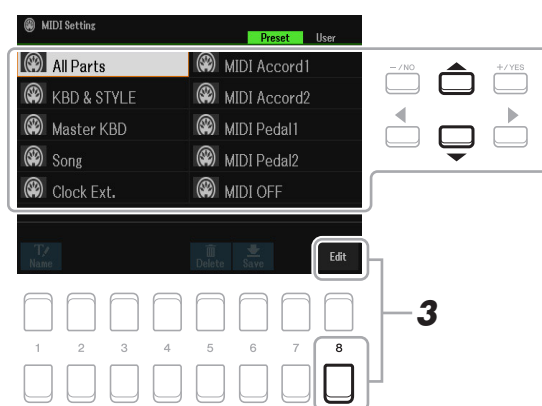 MIDI Setting
Preset User
All Parts MIDI Accord1
KBD & STYLE MIDI Accord2
Master KBD MIDI Pedal1
Song MIDI Pedal2
Clock Ext. MIDI OFF
－/NO +/YES
T/ Name Delete Save Edit
3
1 2 3 4 5 6 7 8